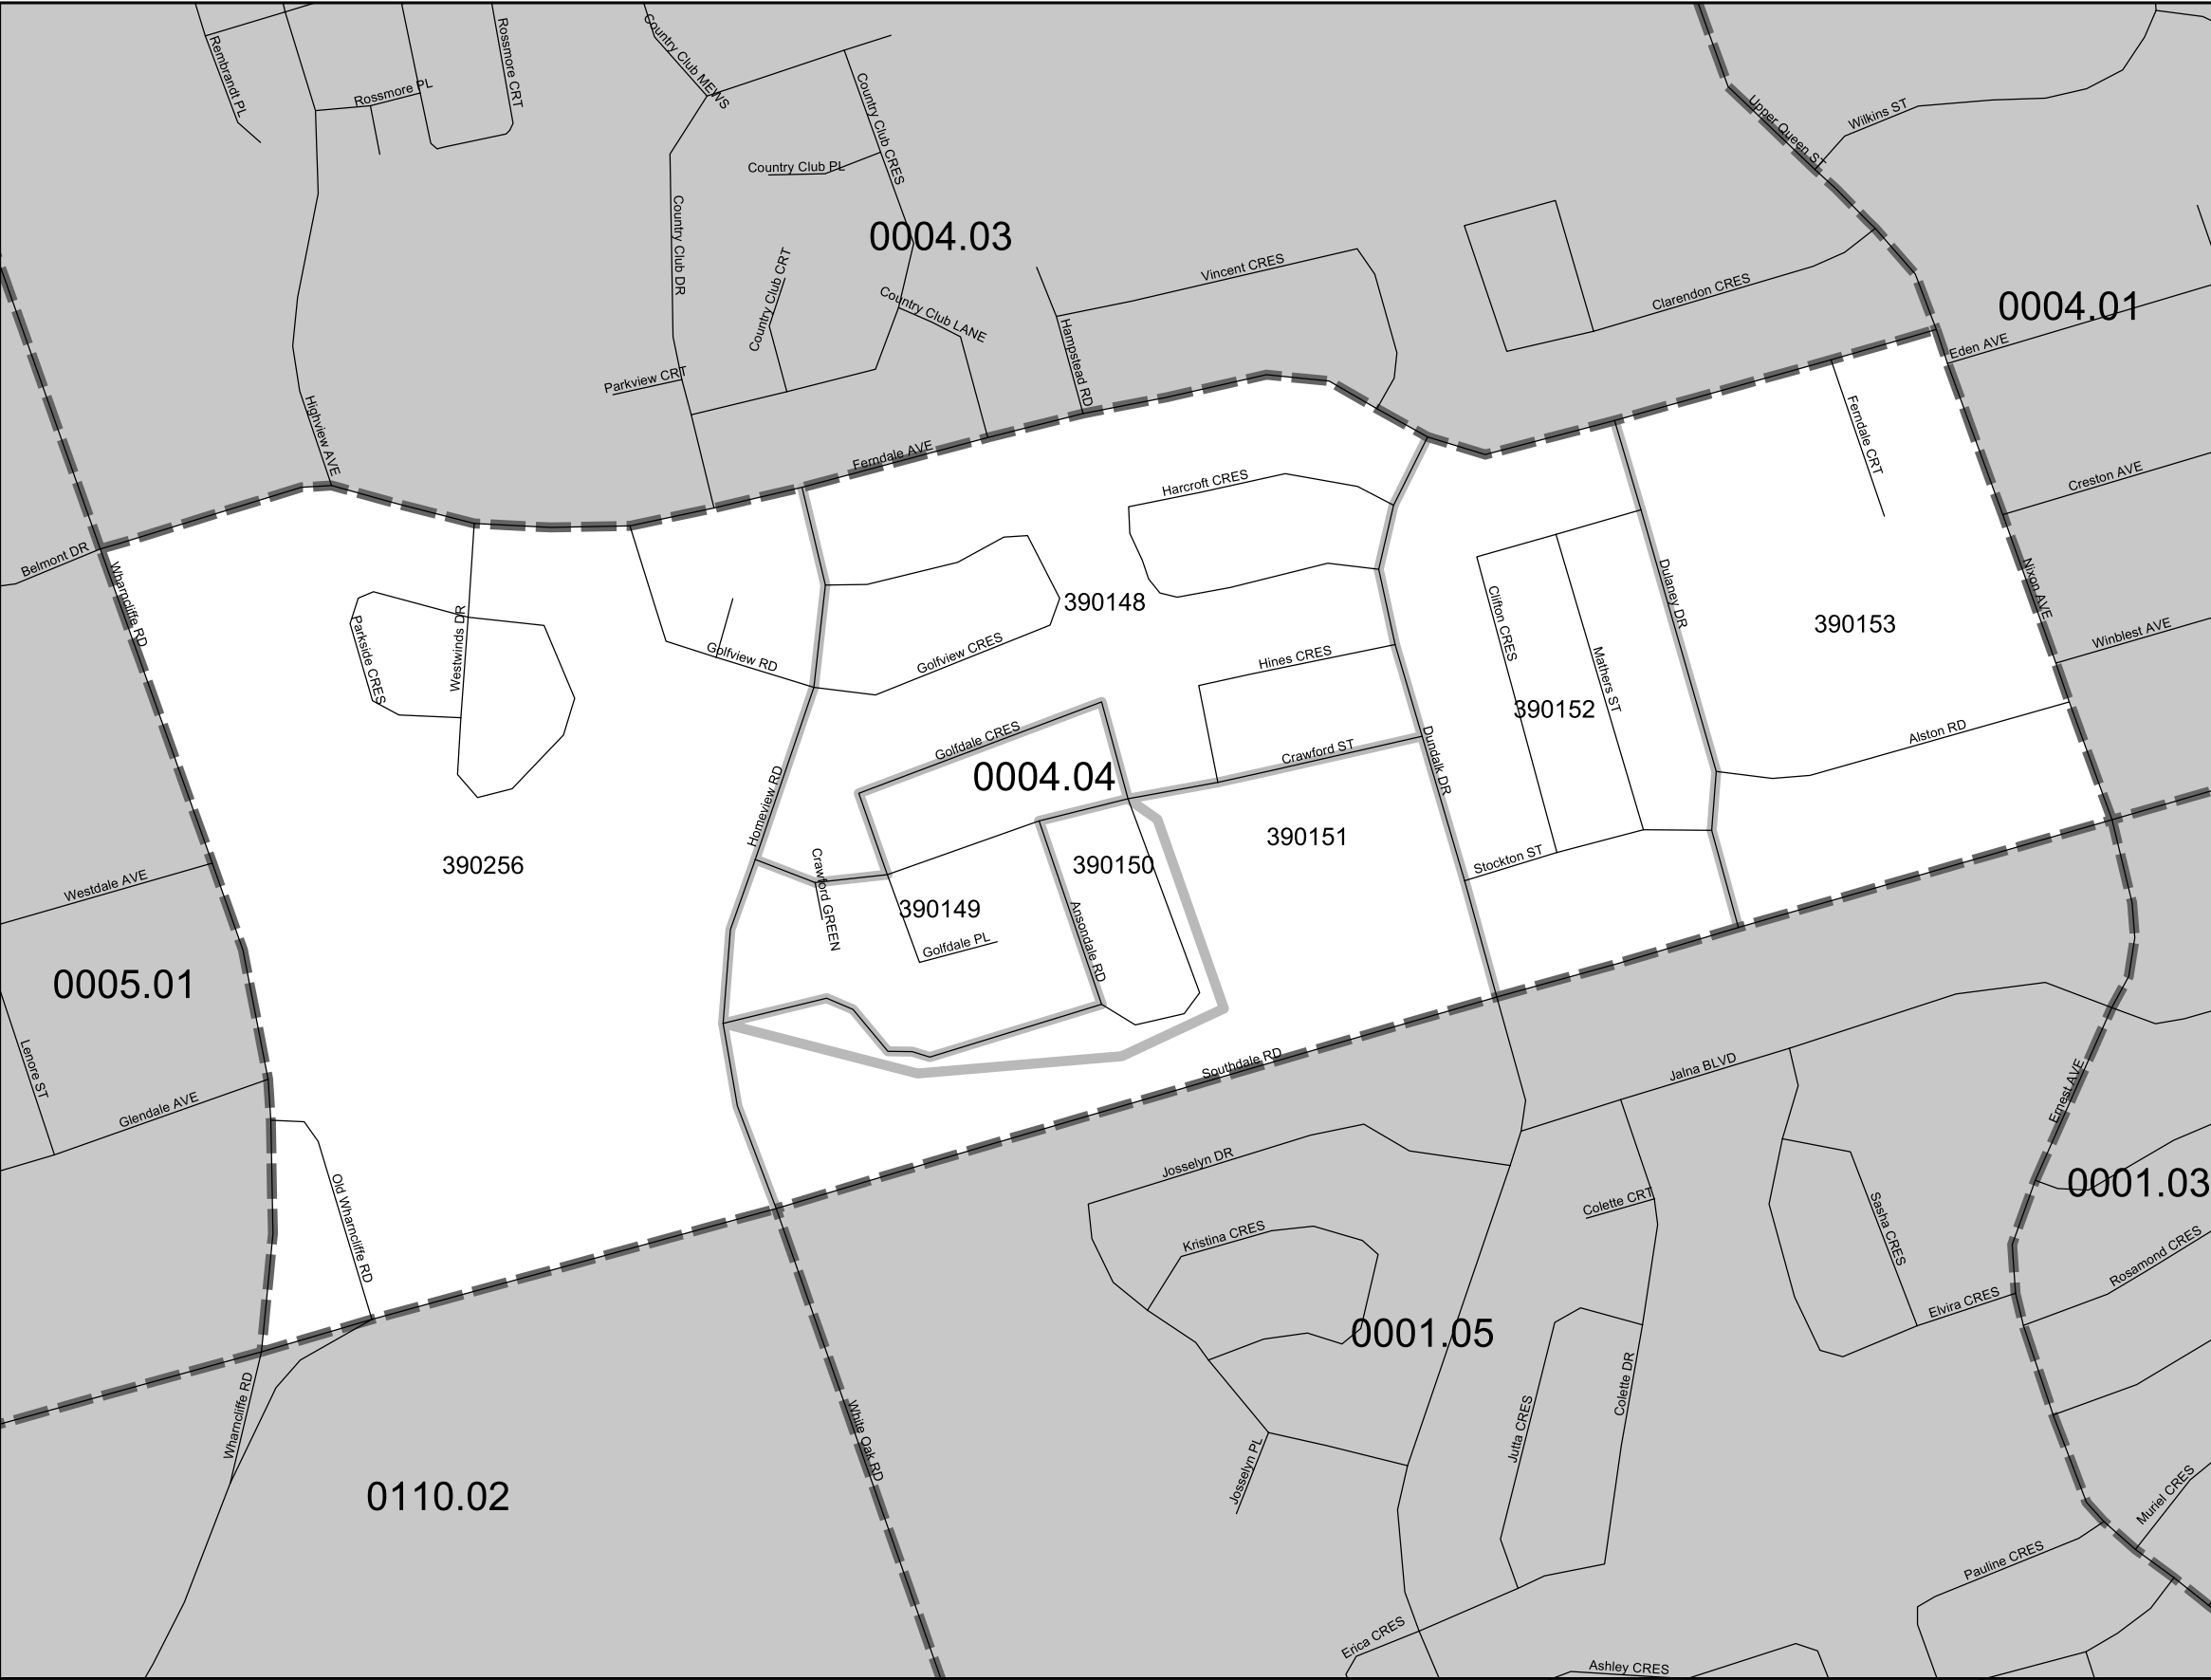 Rembrandt PL
Rossmore PL
Rossmore CRT
Country Club MEWS
Country Club CRES
Country Club PL
Upper Queen ST
Wilkins ST
Country Club DR
0004.03
Country Club CRT
Country Club LANE
Vincent CRES
Clarendon CRES
0004.01
Hampstead RD
Eden AVE
Parkview CRT
Highview AVE
Ferndale AVE
Ferndale CRT
Harcroft CRES
Creston AVE
Belmont DR
Wharncliffe RD
390148
Clifton CRES
Dulaney DR
390153
Nixon AVE
Winblest AVE
Parkside CRES
Westwinds DR
Golfview RD
Golfview CRES
Hines CRES
Mathers ST
390152
Golfdale CRES
0004.04
Crawford ST
Dundalk DR
Alston RD
Homeview RD
390256
Crawford GREEN
390150
390151
Stockton ST
Westdale AVE
390149
Golfdale PL
Ansondale RD
0005.01
Lenore ST
Glendale AVE
Southdale RD
Jalna BLVD
Ernest AVE
Josselyn DR
0001.03
Old Wharncliffe RD
Kristina CRES
Colette CRT
Sasha CRES
Rosamond CRES
0001.05
Elvira CRES
Wharncliffe RD
White Oak RD
Jutta CRES
Colette DR
0110.02
Josselyn PL
Muriel CRES
Pauline CRES
Erica CRES
Ashley CRES